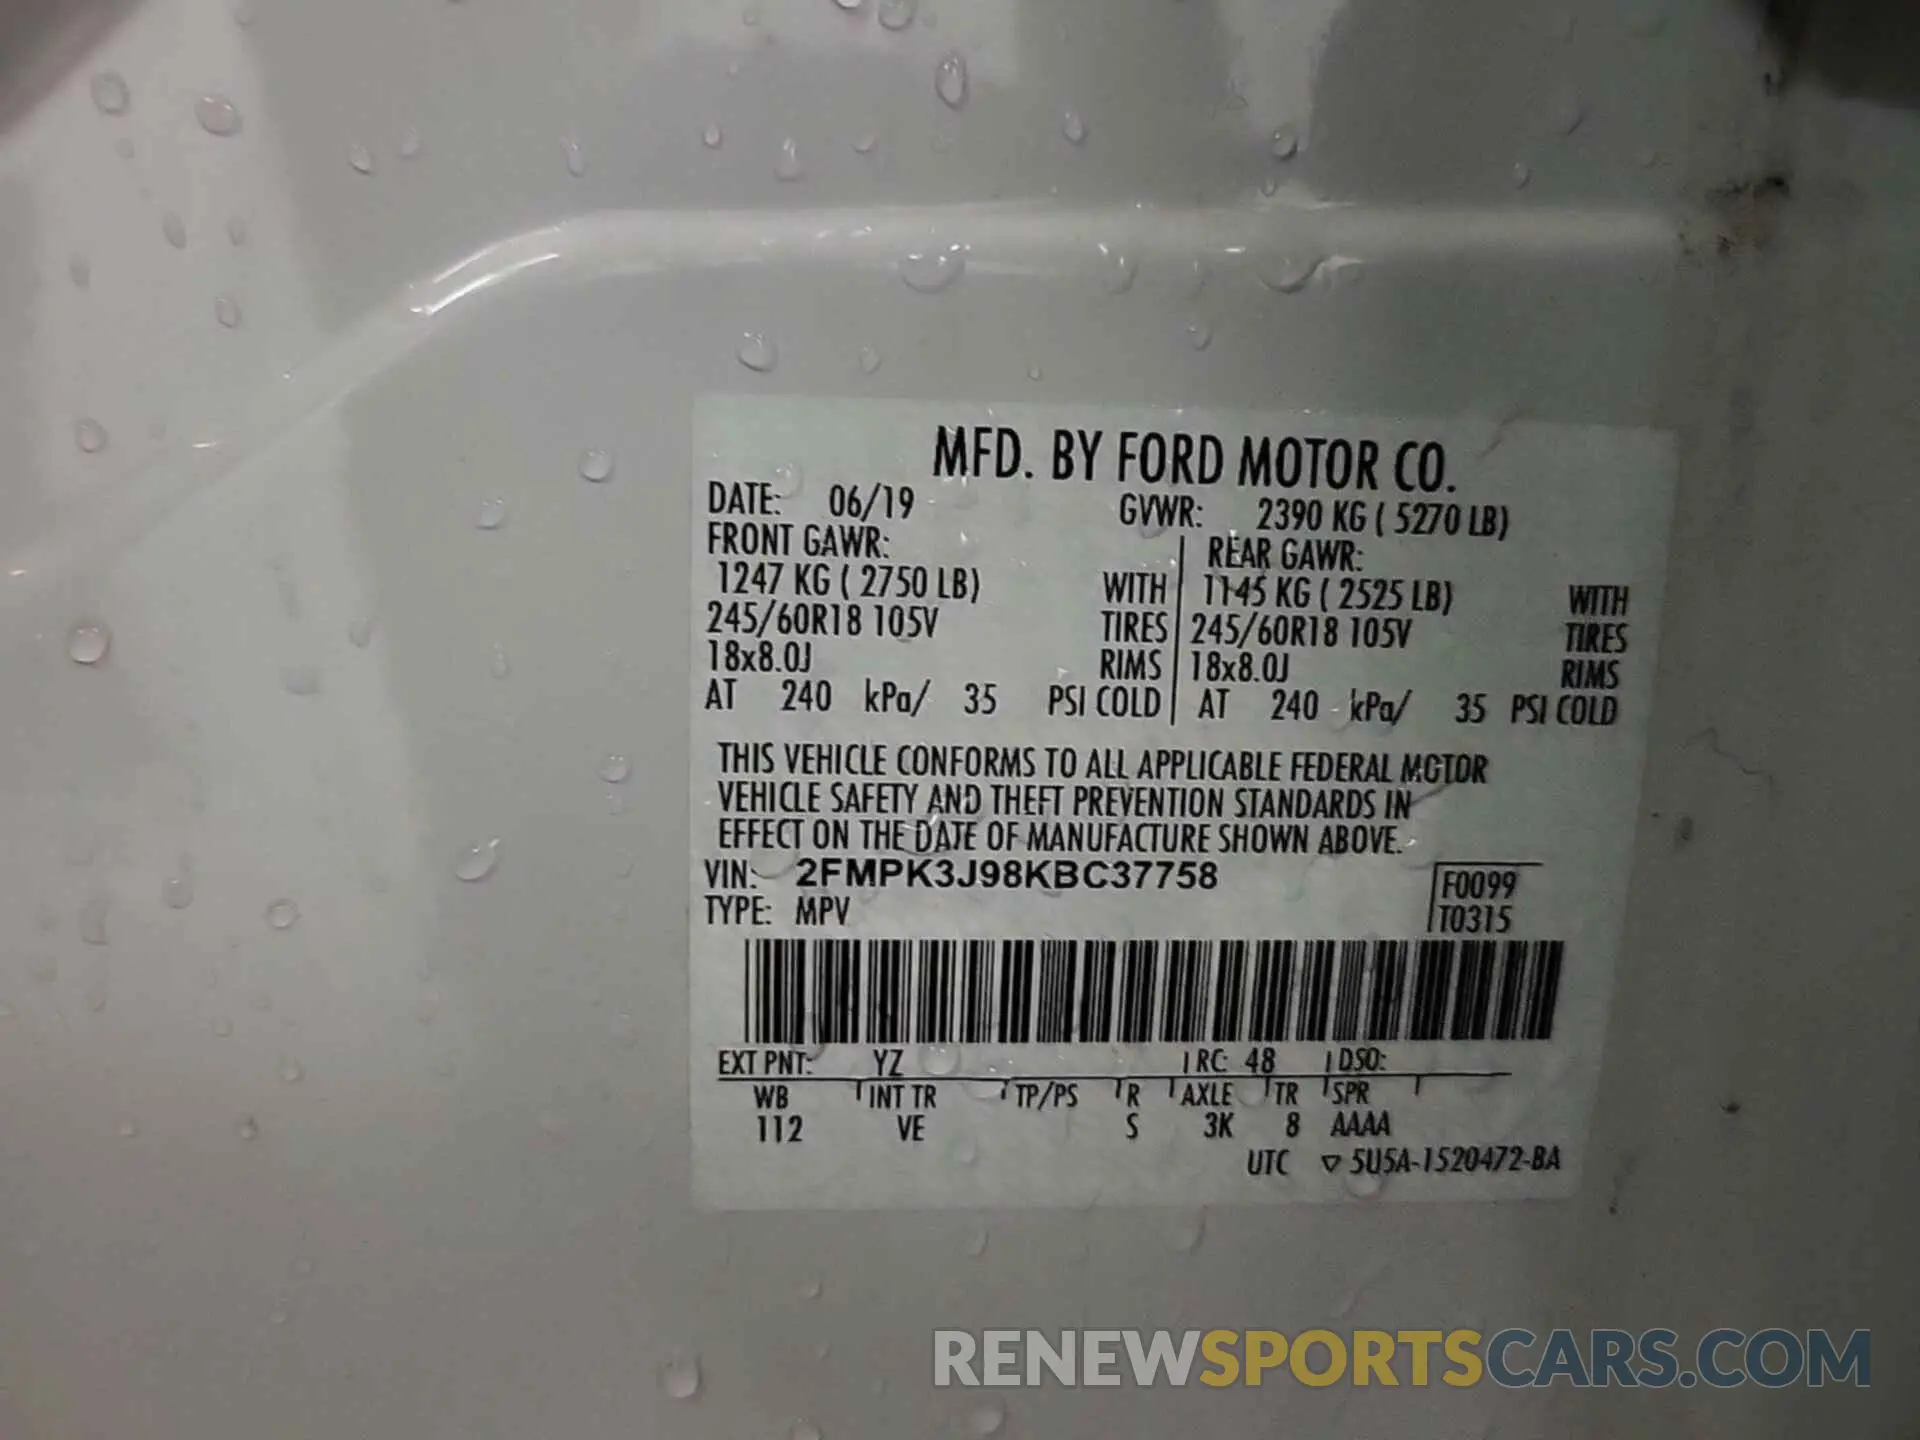 MFD. BY FORD MOTOR CO.
DATE: 06/19 GVWR: 2390 KG ( 5270 LB)
FRONT GAWR: REAR GAWR:
1247 KG ( 2750 LB) WITH 1145 KG ( 2525 LB) WITH
245/60R18 105V TIRES 245/60R18 105V TIRES
18x8.0J RIMS 18x8.0J RIMS
AT 240 kPa/ 35 PSI COLD AT 240 kPa/ 35 PSI COLD
THIS VEHICLE CONFORMS TO ALL APPLICABLE FEDERAL MOTOR
VEHICLE SAFETY AND THEFT PREVENTION STANDARDS IN
EFFECT ON THE DATE OF MANUFACTURE SHOWN ABOVE.
VIN: 2FMPK3J98KBC37758 F0099
TYPE: MPV T0315
EXT PNT: YZ RC: 48 DSO:
WB INT TR TP/PS R AXLE TR SPR
112 VE S 3K 8 AAAA
UTC ▽ 5U5A-1520472-BA
RENEWSPORTSCARS.COM